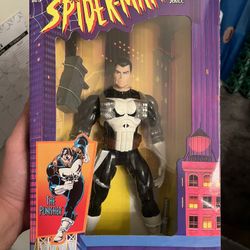 SPIDER-MAN
THE
PUNISHER